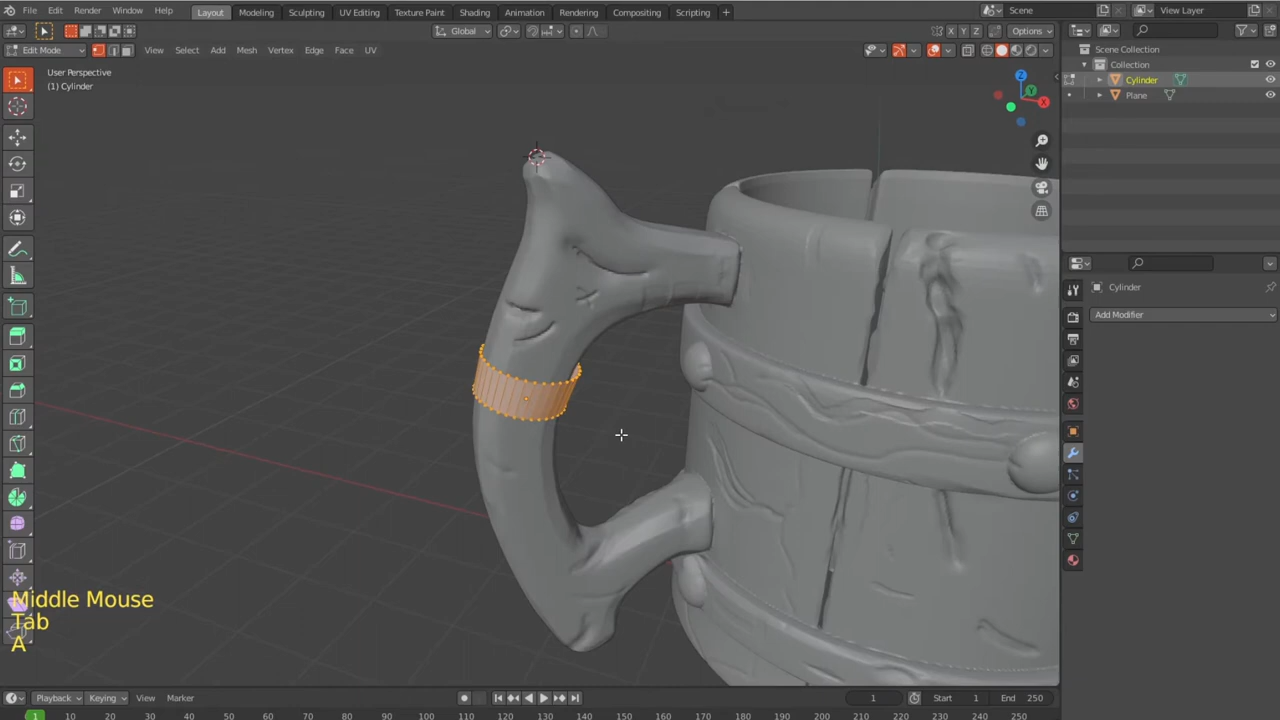 File Edit Render Window Help Layout Modeling Sculpting UV Editing Texture Paint Shading Animation Rendering Compositing Scripting + Scene View Layer
Global Options
Edit Mode View Select Add Mesh Vertex Edge Face UV X Y Z
User Perspective
(1) Cylinder
Scene Collection
Collection
Cylinder
Plane
Z
Y
X
Cylinder
Add Modifier
Middle Mouse
Tab
A
Playback Keying View Marker 1 Start 1 End 250
1 10 20 30 40 50 60 70 80 90 100 110 120 130 140 150 160 170 180 190 200 210 220 230 240 250